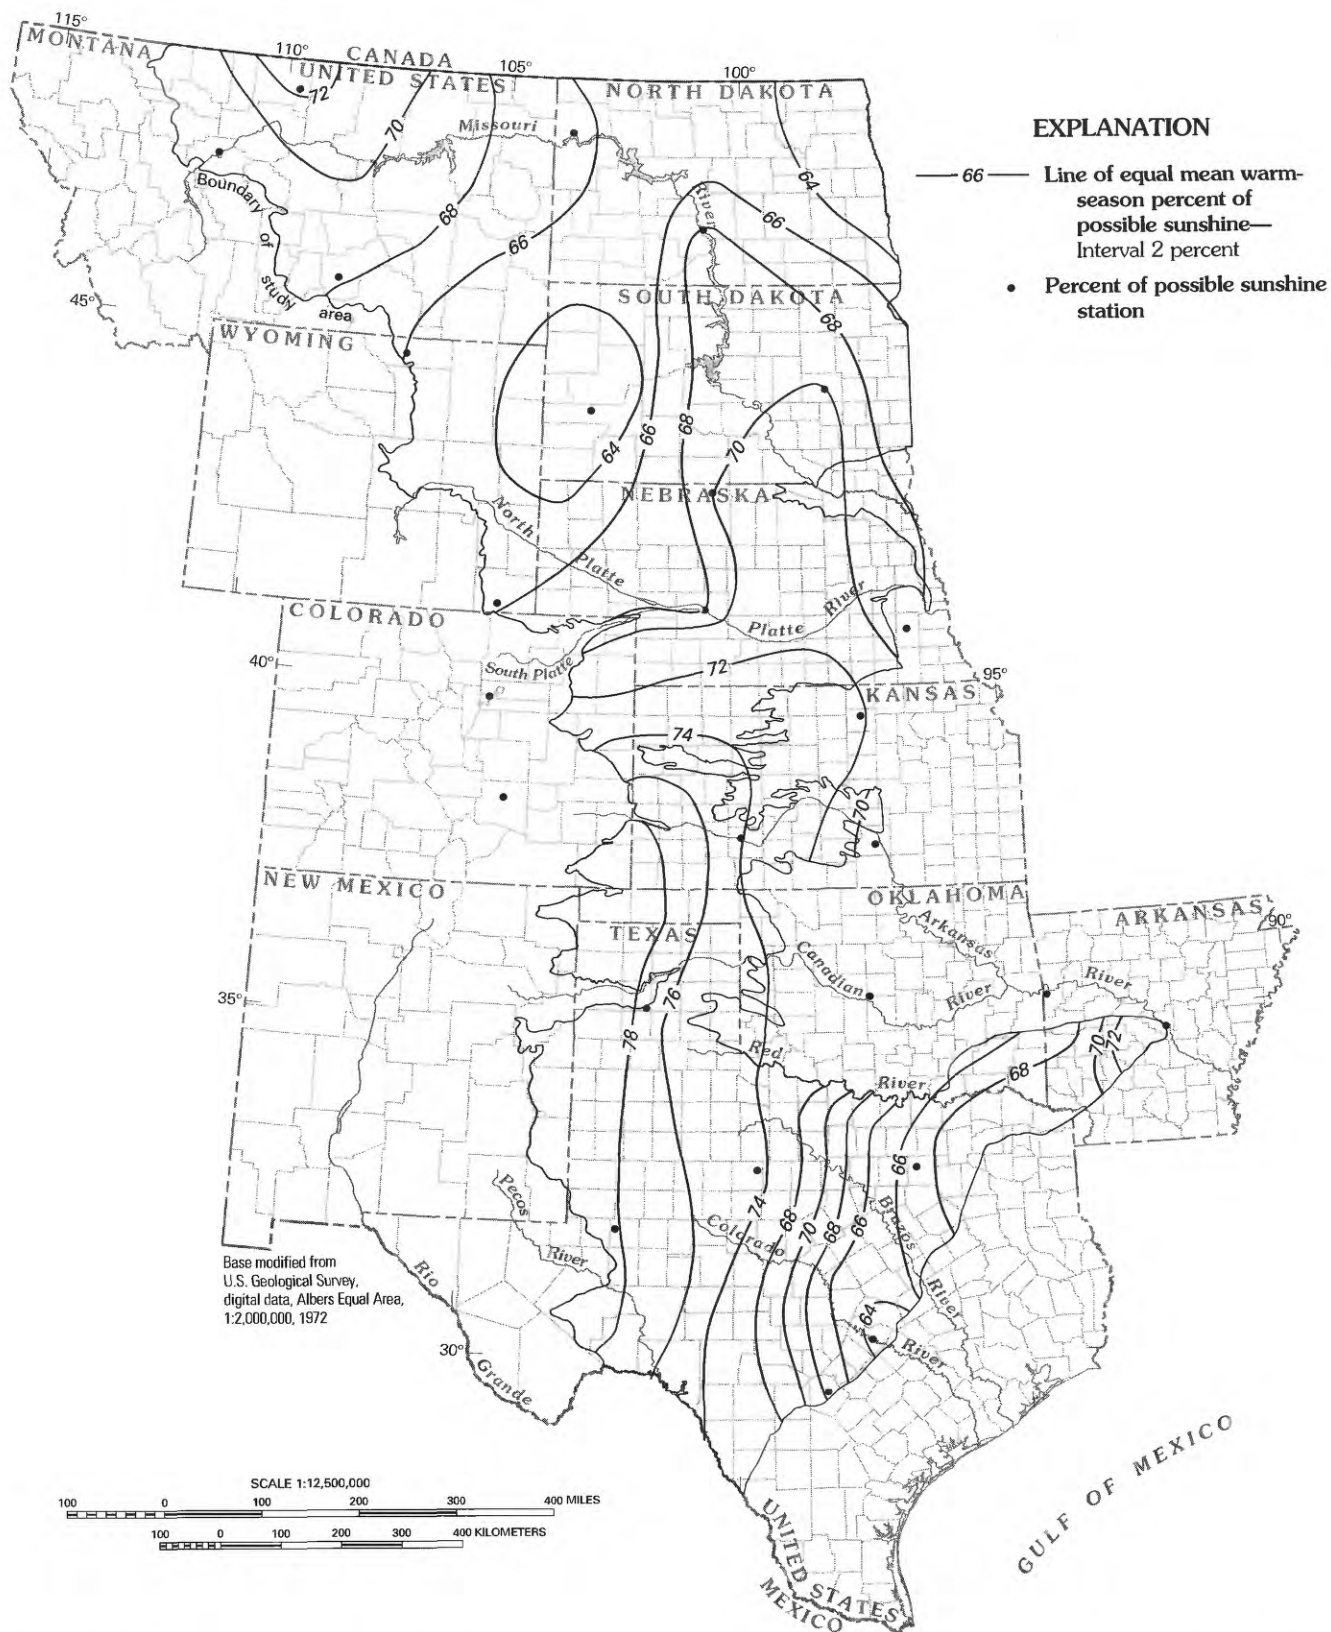 115°
MONTANA
110°
CANADA
UNITED STATES
105°
100°
NORTH DAKOTA
EXPLANATION
66
Line of equal mean warm-
season percent of
possible sunshine—
Interval 2 percent
Percent of possible sunshine
station
72
70
Missouri
River
64
66
68
66
Boundary
of
study
area
45°
SOUTH DAKOTA
68
WYOMING
64
66
68
70
NEBRASKA
North
Platte
Platte
River
COLORADO
40°
South Platte
72
95°
KANSAS
74
70
NEW MEXICO
OKLAHOMA
ARKANSAS
90°
TEXAS
Arkansas
River
Canadian
River
35°
76
78
Red
River
70
72
68
66
Pecos
River
74
68
70
68
66
Colorado
Brazos
River
64
River
Base modified from
U.S. Geological Survey,
digital data, Albers Equal Area,
1:2,000,000, 1972
Rio
Grande
30°
GULF OF MEXICO
SCALE 1:12,500,000
100 0 100 200 300 400 MILES
100 0 100 200 300 400 KILOMETERS
UNITED STATES
MEXICO